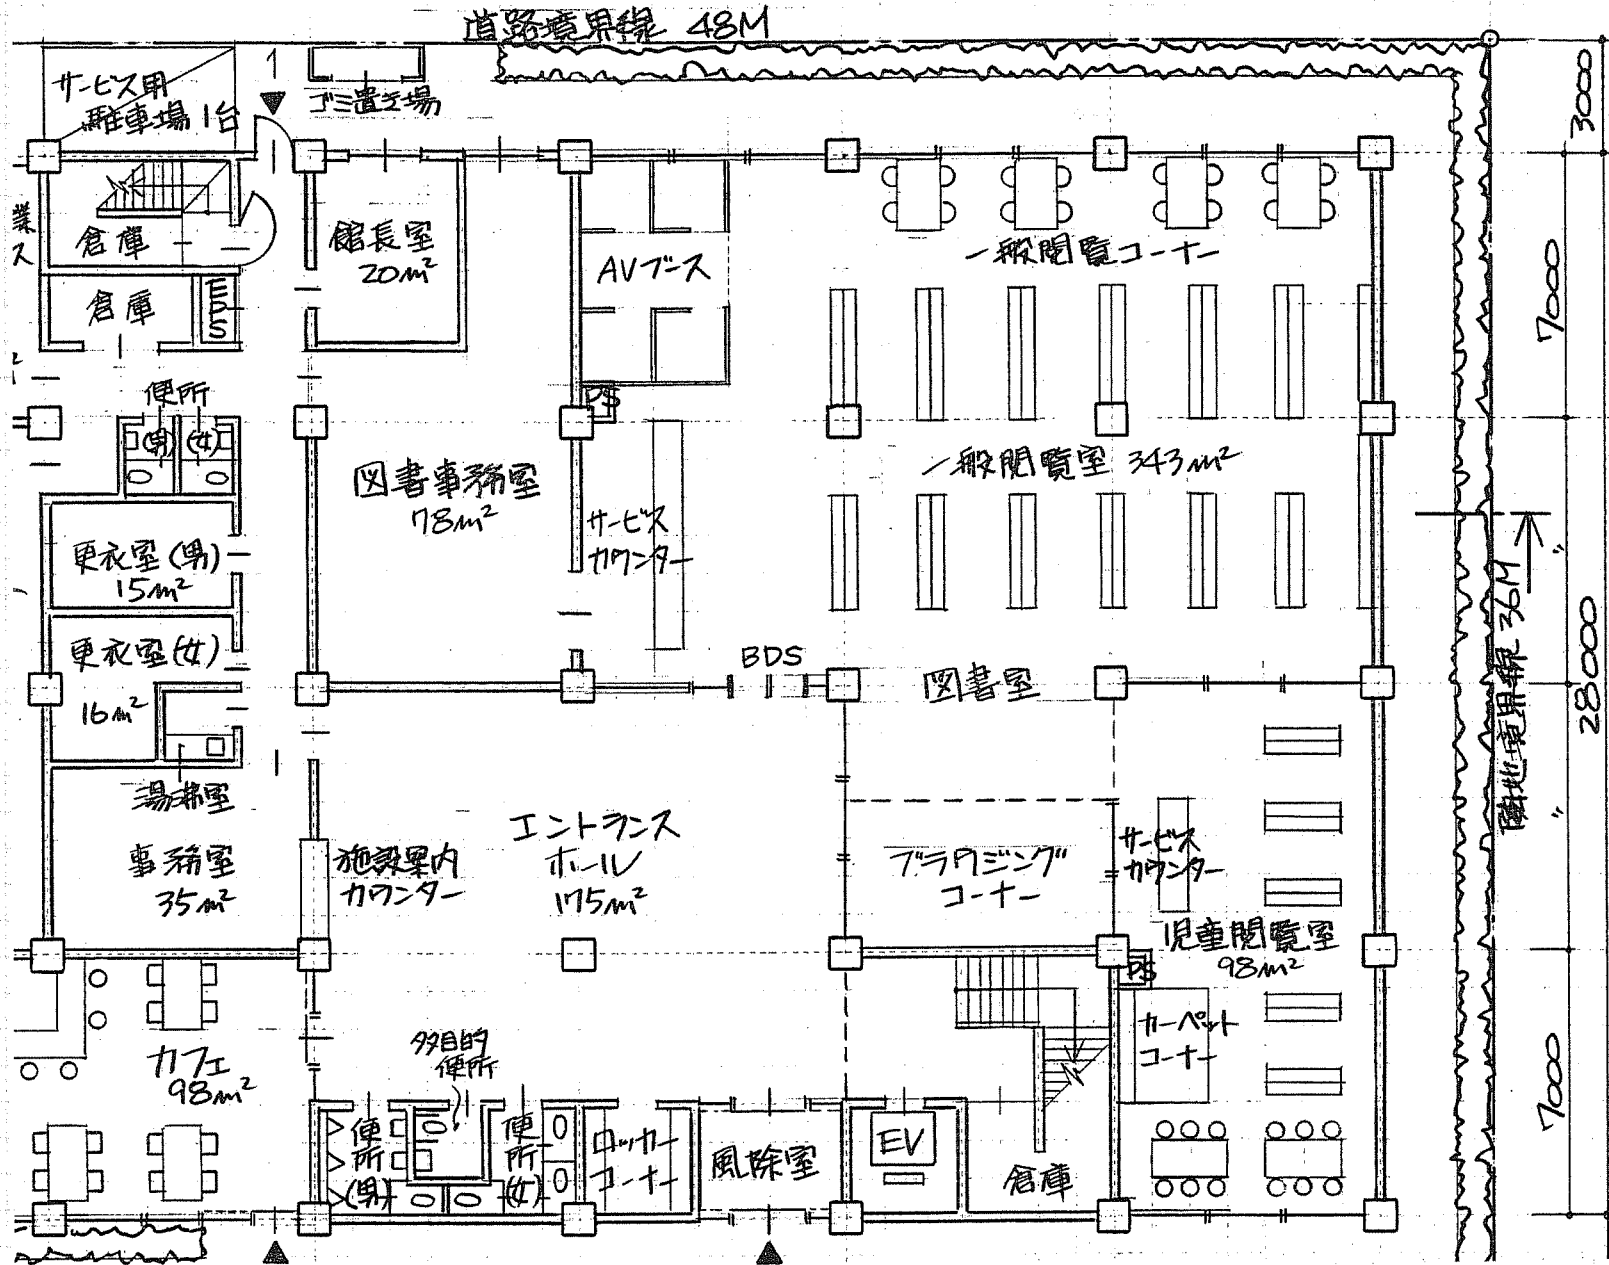 道路境界線 48M
サービス用
駐車場 1台
ゴミ置き場
3000
倉庫
館長室
20m²
AVブース
一般閲覧コーナー
7000
業
ス
倉庫
EPS
便所
(男)
(女)
PS
図書事務室
78m²
サービス
カウンター
一般閲覧室 343m²
更衣室(男)
15m²
更衣室(女)
16m²
BDS
図書室
隣地境界線 36M
〃
28000
〃
湯沸室
事務室
35m²
施設案内
カウンター
エントランス
ホール
175m²
ブラウジング
コーナー
サービス
カウンター
児童閲覧室
98m²
PS
カーペット
コーナー
カフェ
98m²
多目的
便所
7000
便所
(男)
便所
(女)
ロッカー
コーナー
風除室
EV
倉庫